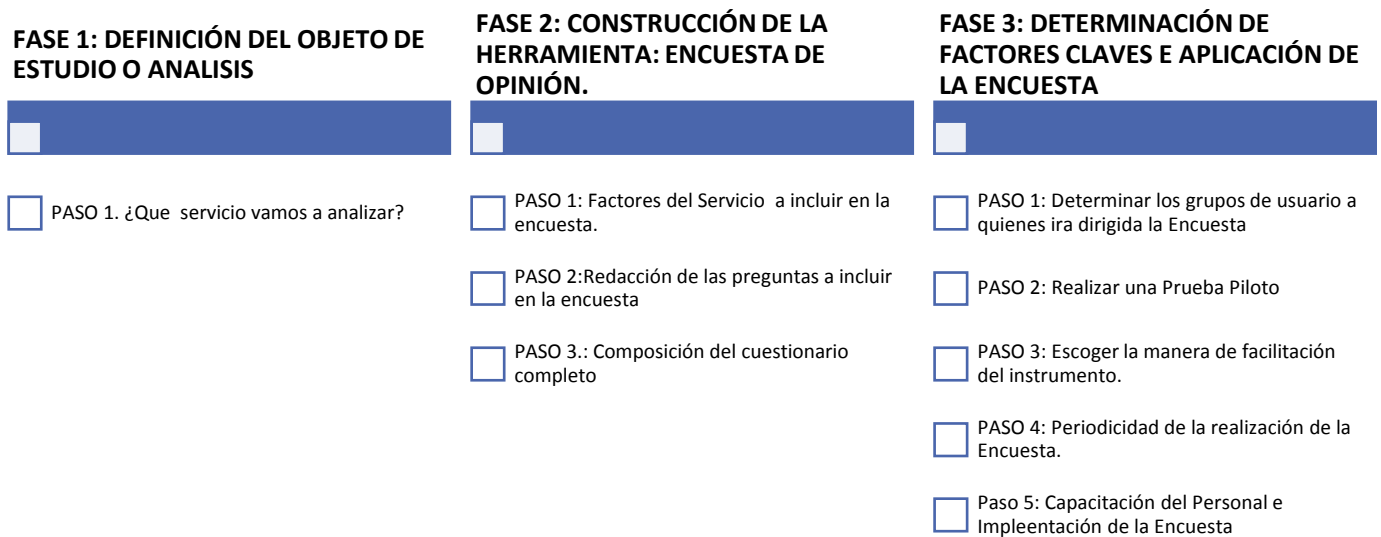 FASE 1: DEFINICIÓN DEL OBJETO DE
ESTUDIO O ANALISIS
PASO 1. ¿Que servicio vamos a analizar?
FASE 2: CONSTRUCCIÓN DE LA
HERRAMIENTA: ENCUESTA DE
OPINIÓN.
PASO 1: Factores del Servicio a incluir en la
encuesta.
PASO 2:Redacción de las preguntas a incluir
en la encuesta
PASO 3.: Composición del cuestionario
completo
FASE 3: DETERMINACIÓN DE
FACTORES CLAVES E APLICACIÓN DE
LA ENCUESTA
PASO 1: Determinar los grupos de usuario a
quienes ira dirigida la Encuesta
PASO 2: Realizar una Prueba Piloto
PASO 3: Escoger la manera de facilitación
del instrumento.
PASO 4: Periodicidad de la realización de la
Encuesta.
Paso 5: Capacitación del Personal e
Impleentación de la Encuesta